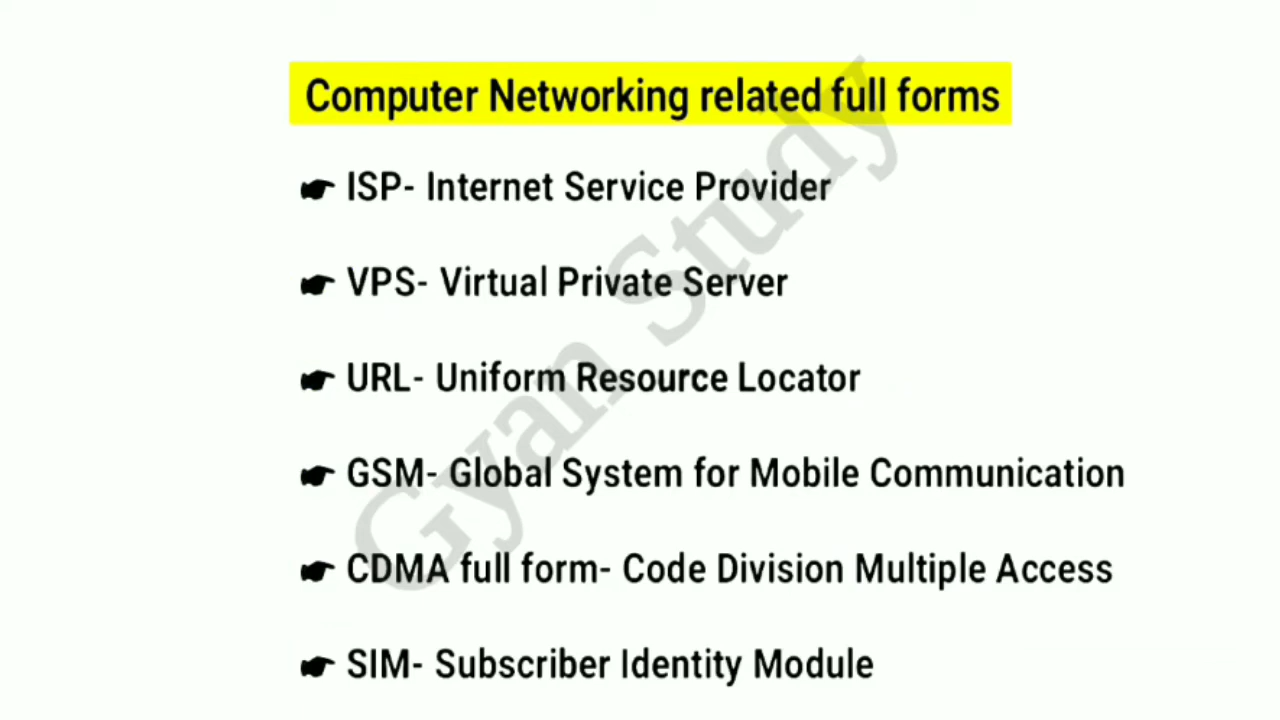 Computer Networking related full forms
☛ ISP- Internet Service Provider
☛ VPS- Virtual Private Server
☛ URL- Uniform Resource Locator
☛ GSM- Global System for Mobile Communication
☛ CDMA full form- Code Division Multiple Access
☛ SIM- Subscriber Identity Module
Gyan Study